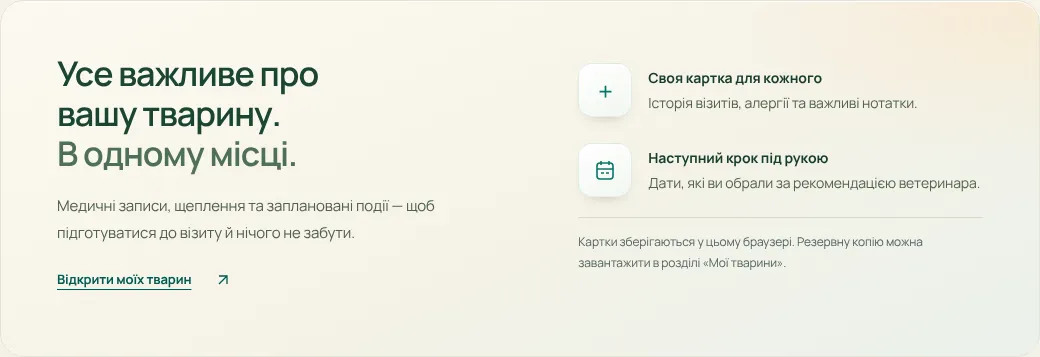 Усе важливе про
вашу тварину.
В одному місці.
Медичні записи, щеплення та заплановані події — щоб
підготуватися до візиту й нічого не забути.
Відкрити моїх тварин
Своя картка для кожного
Історія візитів, алергії та важливі нотатки.
Наступний крок під рукою
Дати, які ви обрали за рекомендацією ветеринара.
Картки зберігаються у цьому браузері. Резервну копію можна
завантажити в розділі «Мої тварини».